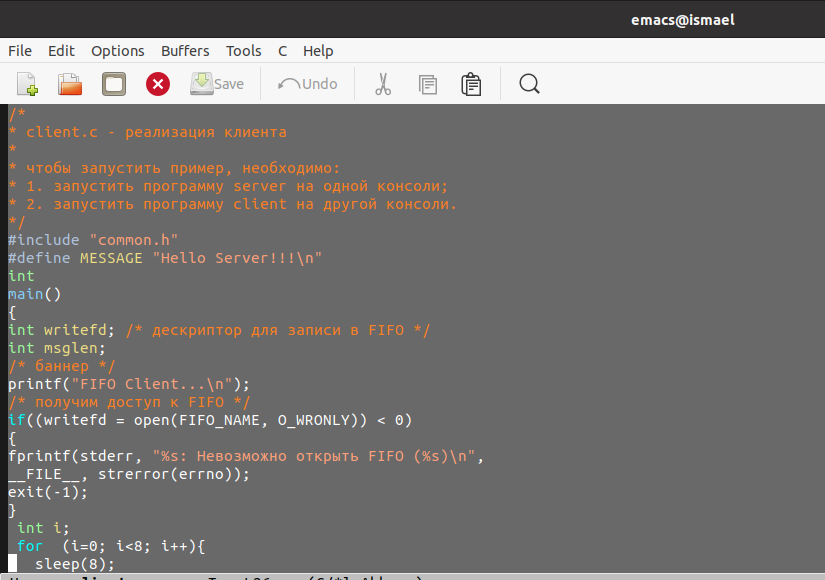 emacs@ismael
File Edit Options Buffers Tools C Help
Save Undo
/*
* client.c - реализация клиента
*
* чтобы запустить пример, необходимо:
* 1. запустить программу server на одной консоли;
* 2. запустить программу client на другой консоли.
*/
#include "common.h"
#define MESSAGE "Hello Server!!!\n"
int
main()
{
int writefd; /* дескриптор для записи в FIFO */
int msglen;
/* баннер */
printf("FIFO Client...\n");
/* получим доступ к FIFO */
if((writefd = open(FIFO_NAME, O_WRONLY)) < 0)
{
fprintf(stderr, "%s: Невозможно открыть FIFO (%s)\n",
__FILE__, strerror(errno));
exit(-1);
}
int i;
for (i=0; i<8; i++){
sleep(8);